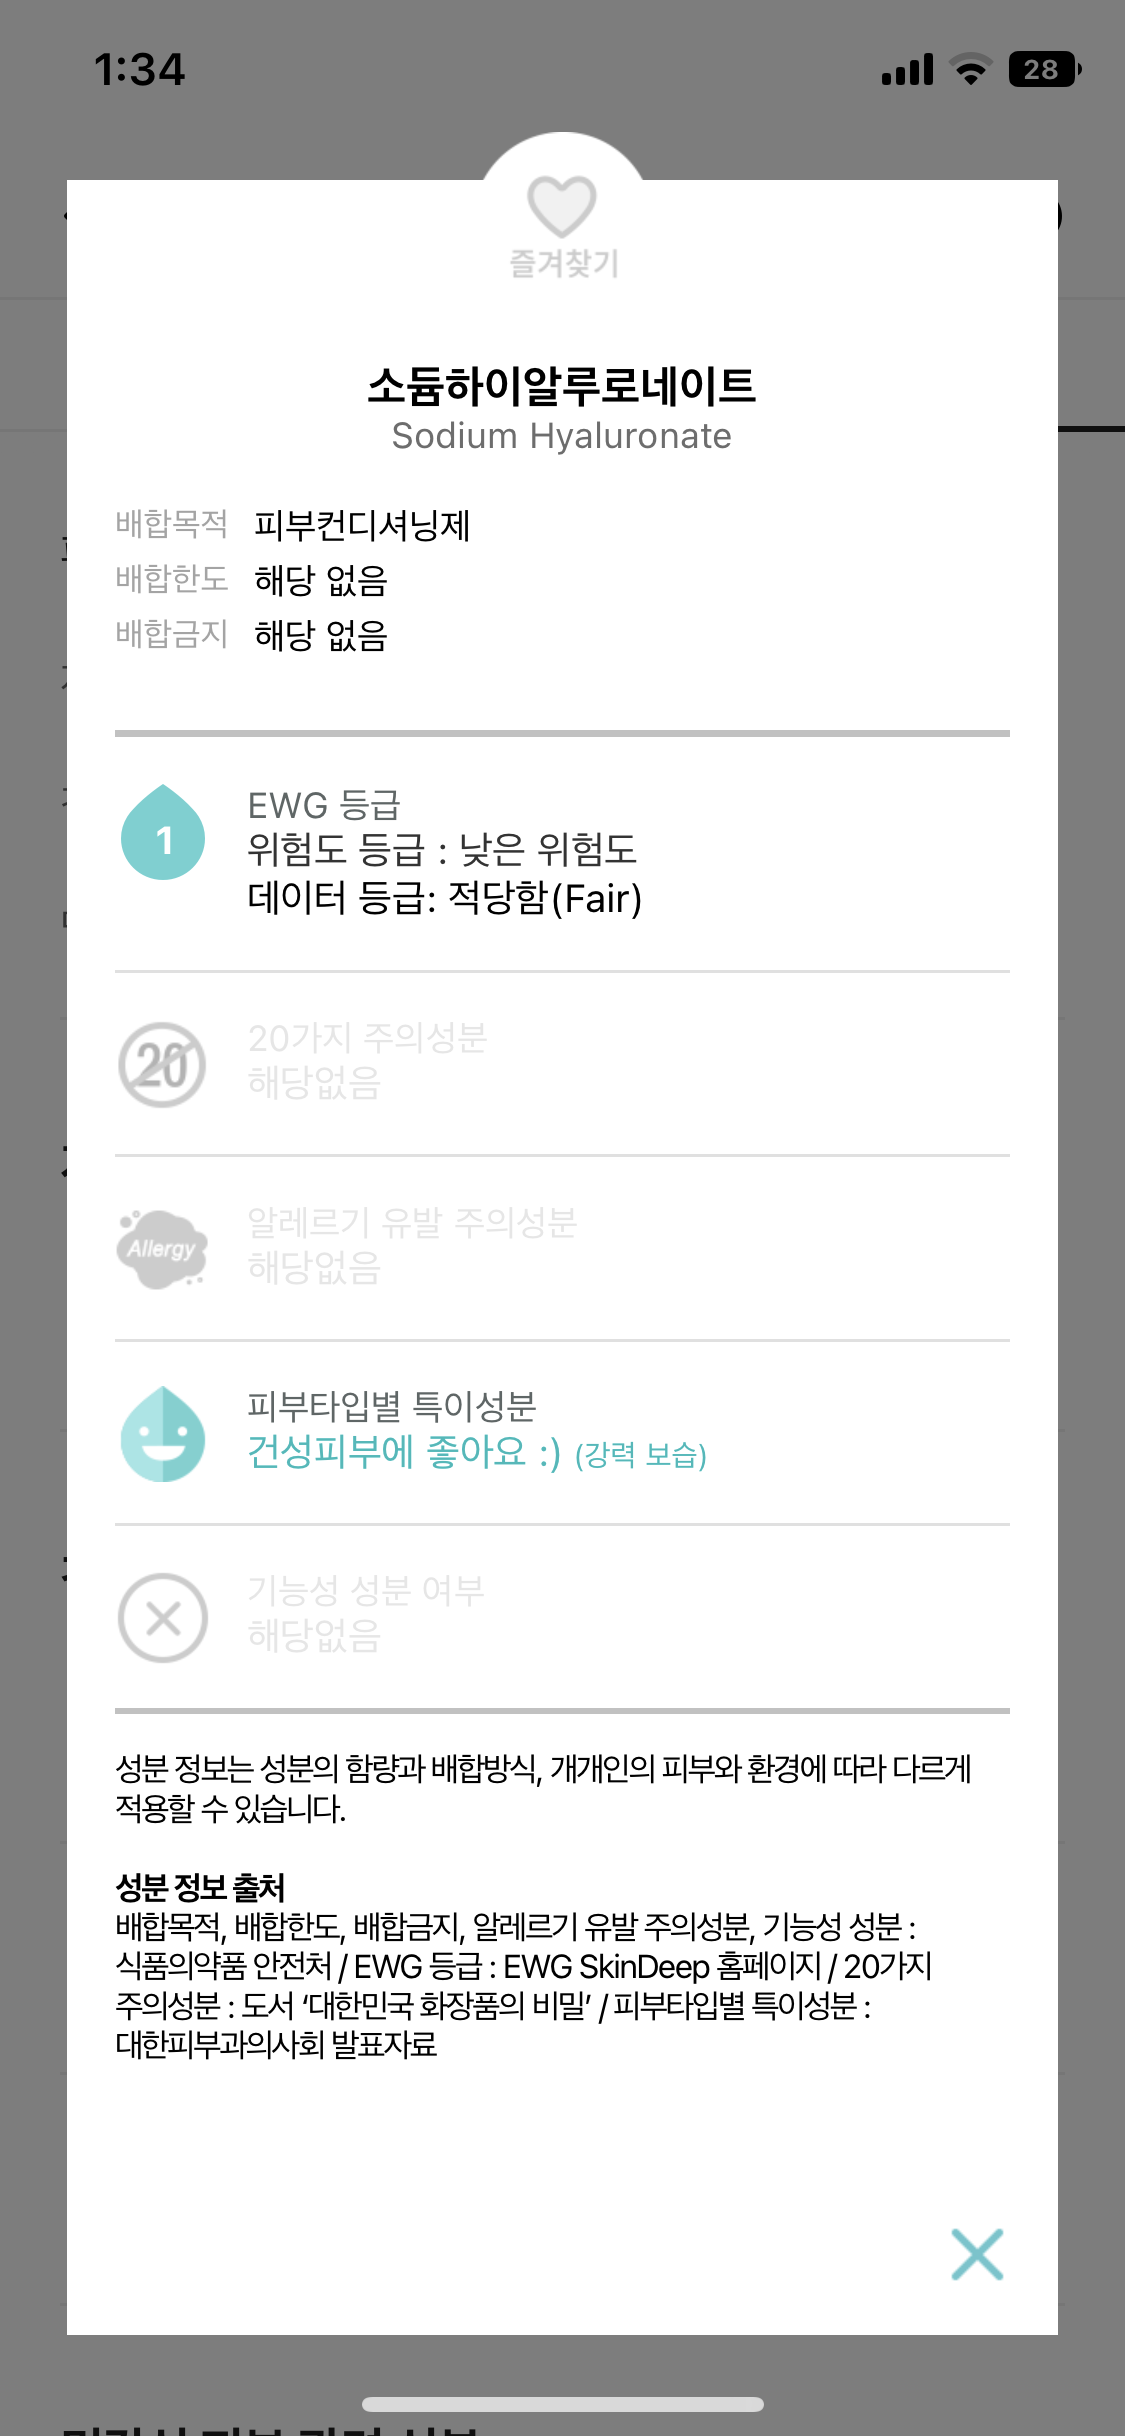 1:34
28
즐겨찾기
소듐하이알루로네이트
Sodium Hyaluronate
배합목적 피부컨디셔닝제
배합한도 해당 없음
배합금지 해당 없음
1
EWG 등급
위험도 등급 : 낮은 위험도
데이터 등급: 적당함(Fair)
20
20가지 주의성분
해당없음
Allergy
알레르기 유발 주의성분
해당없음
피부타입별 특이성분
건성피부에 좋아요 :) (강력 보습)
기능성 성분 여부
해당없음
성분 정보는 성분의 함량과 배합방식, 개개인의 피부와 환경에 따라 다르게
적용할 수 있습니다.
성분 정보 출처
배합목적, 배합한도, 배합금지, 알레르기 유발 주의성분, 기능성 성분 :
식품의약품 안전처 / EWG 등급 : EWG SkinDeep 홈페이지 / 20가지
주의성분 : 도서 ‘대한민국 화장품의 비밀’ / 피부타입별 특이성분 :
대한피부과의사회 발표자료